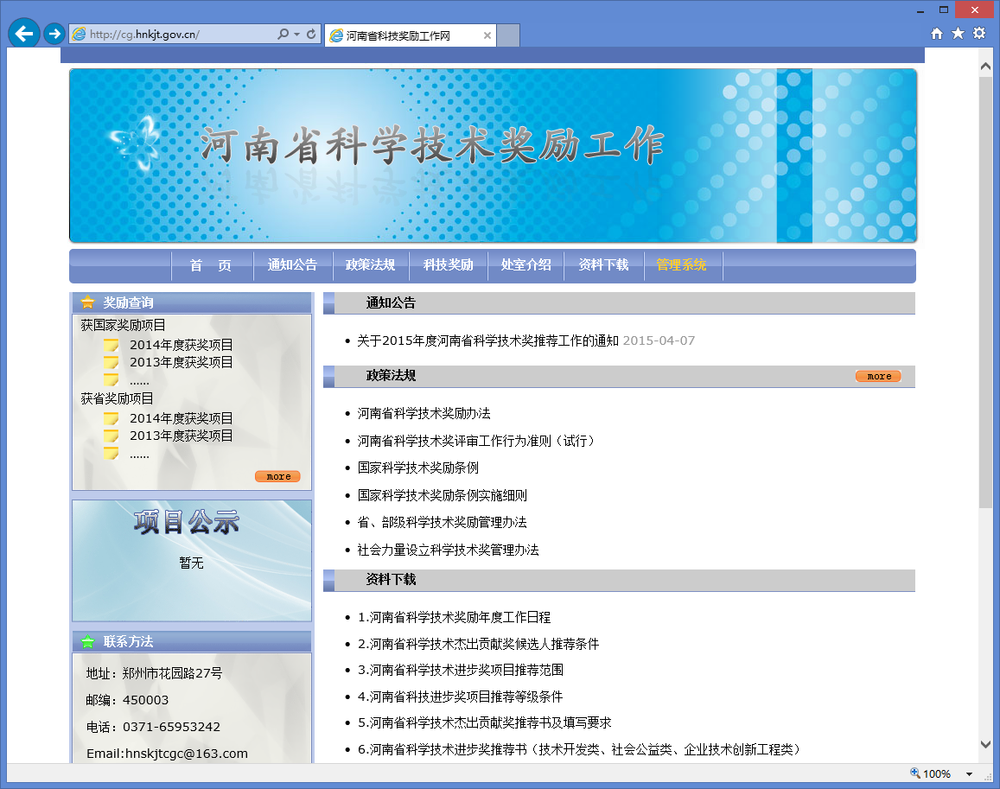 http://cg.hnkjt.gov.cn/
河南省科技奖励工作网
河南省科学技术奖励工作
首 页 通知公告 政策法规 科技奖励 处室介绍 资料下载 管理系统
奖励查询
获国家奖励项目
2014年度获奖项目
2013年度获奖项目
......
获省奖励项目
2014年度获奖项目
2013年度获奖项目
......
more
项目公示
暂无
联系方法
地址：郑州市花园路27号
邮编：450003
电话：0371-65953242
Email:hnskjtcgc@163.com
通知公告
关于2015年度河南省科学技术奖推荐工作的通知 2015-04-07
政策法规 more
河南省科学技术奖励办法
河南省科学技术奖评审工作行为准则（试行）
国家科学技术奖励条例
国家科学技术奖励条例实施细则
省、部级科学技术奖励管理办法
社会力量设立科学技术奖管理办法
资料下载
1.河南省科学技术奖励年度工作日程
2.河南省科学技术杰出贡献奖候选人推荐条件
3.河南省科学技术进步奖项目推荐范围
4.河南省科技进步奖项目推荐等级条件
5.河南省科学技术杰出贡献奖推荐书及填写要求
6.河南省科学技术进步奖推荐书（技术开发类、社会公益类、企业技术创新工程类）
100%